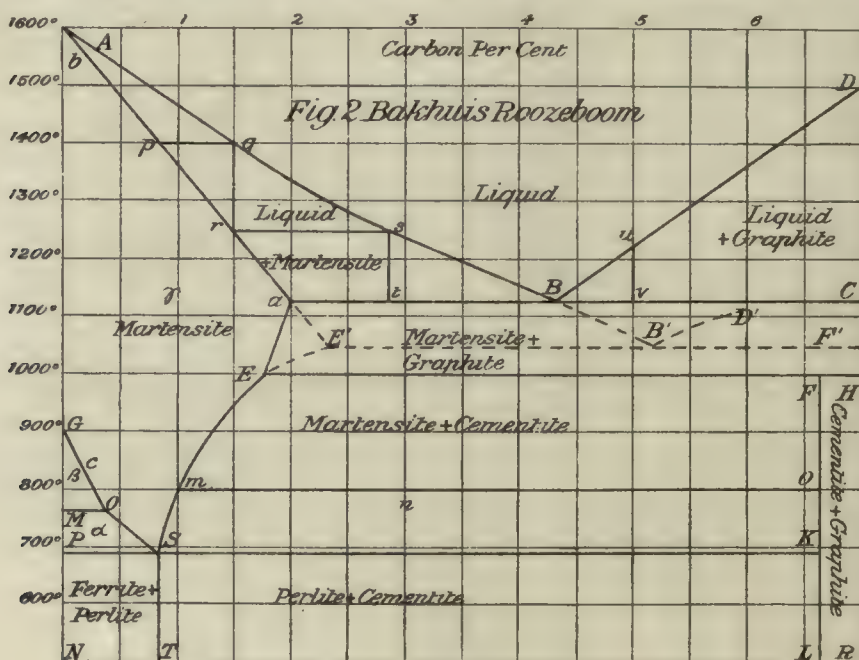 1600° 1 2 3 4 5 6
A
Carbon Per Cent
b
1500°
D
Fig. 2 Bakhuis Roozeboom
1400° p q
1300°
Liquid
Liquid
Liquid
+Graphite
r s u
1200°
+Martensite
γ a t B v C
1100°
Martensite
E' Martensite+
Graphite
B' D' F"
1000° E
F H
900° G
Martensite+Cementite
c
β
800° m n O
O
M
α
700° P S K
Cementite+Graphite
Ferrite+
Perlite
Perlite+Cementite
600°
N T L R